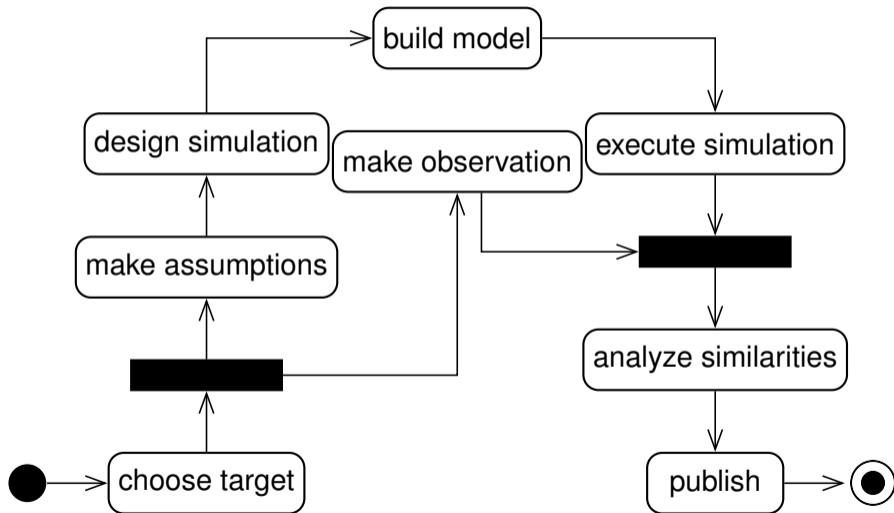 build model
design simulation
make observation
execute simulation
make assumptions
analyze similarities
choose target
publish